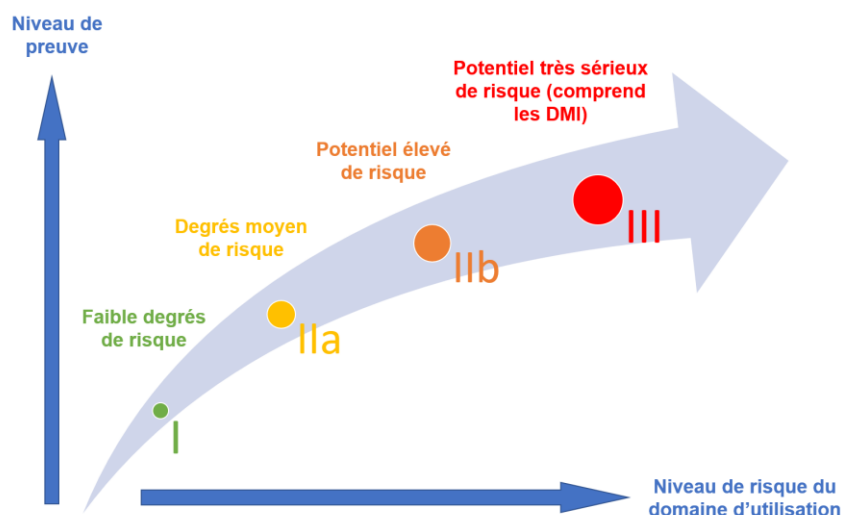 Niveau de
preuve
Potentiel très sérieux
de risque (comprend
les DMI)
Potentiel élevé
de risque
Degrés moyen
de risque
Faible degrés
de risque
III
IIb
IIa
I
Niveau de risque du
domaine d'utilisation